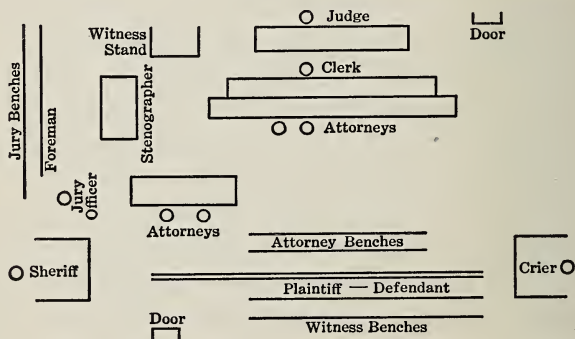 Judge
Witness
Stand
Door
Clerk
Jury Benches
Foreman
Stenographer
Attorneys
Jury
Officer
Attorneys
Attorney Benches
Sheriff
Crier
Plaintiff — Defendant
Door
Witness Benches